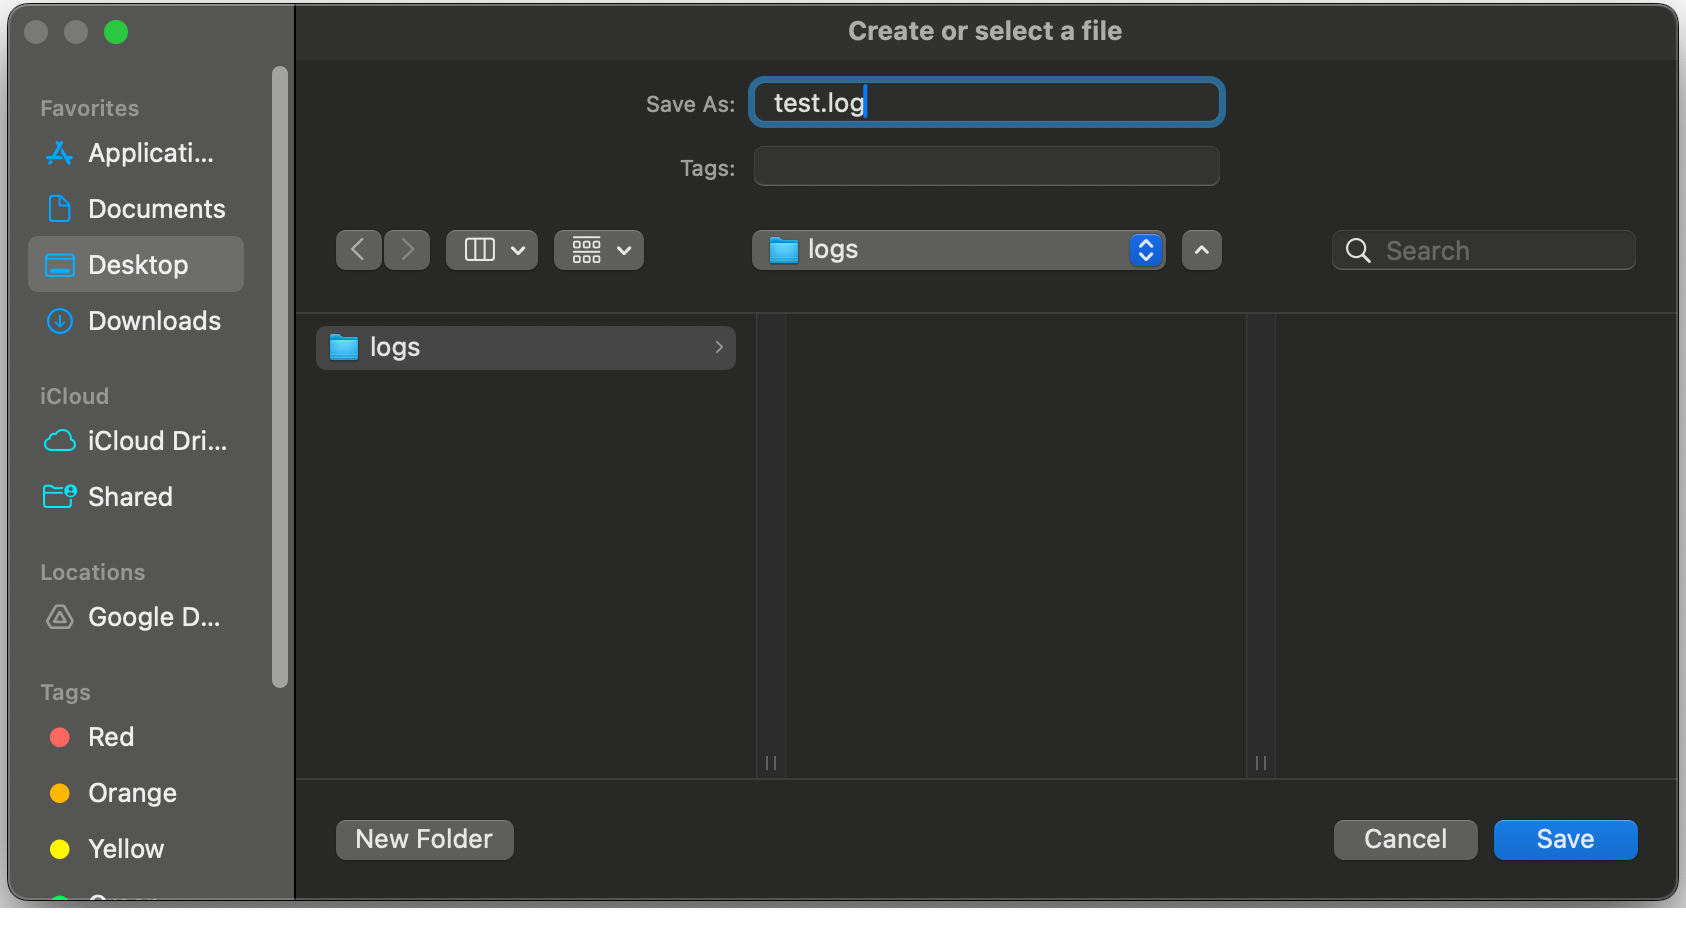 Create or select a file
Save As: test.log
Tags:
logs
Search
Favorites
Applicati...
Documents
Desktop
Downloads
iCloud
iCloud Dri...
Shared
Locations
Google D...
Tags
Red
Orange
Yellow
logs
New Folder
Cancel
Save